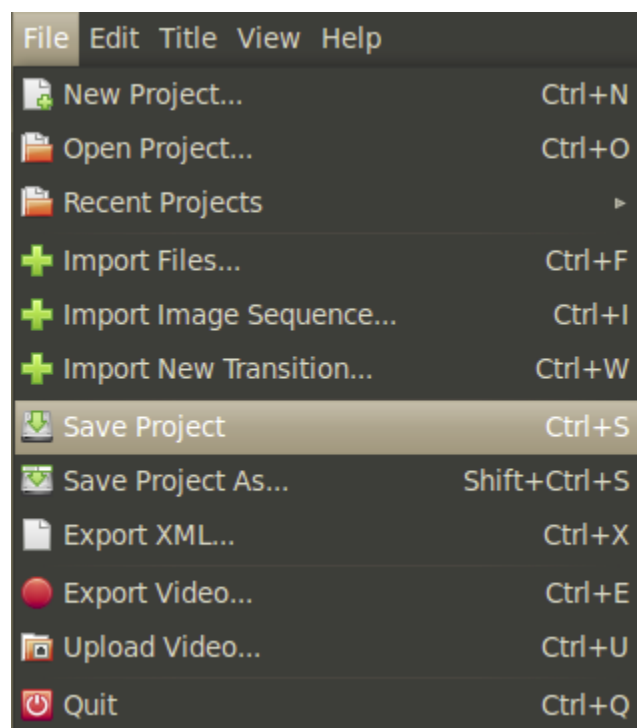 File Edit Title View Help
New Project... Ctrl+N
Open Project... Ctrl+O
Recent Projects
Import Files... Ctrl+F
Import Image Sequence... Ctrl+I
Import New Transition... Ctrl+W
Save Project Ctrl+S
Save Project As... Shift+Ctrl+S
Export XML... Ctrl+X
Export Video... Ctrl+E
Upload Video... Ctrl+U
Quit Ctrl+Q